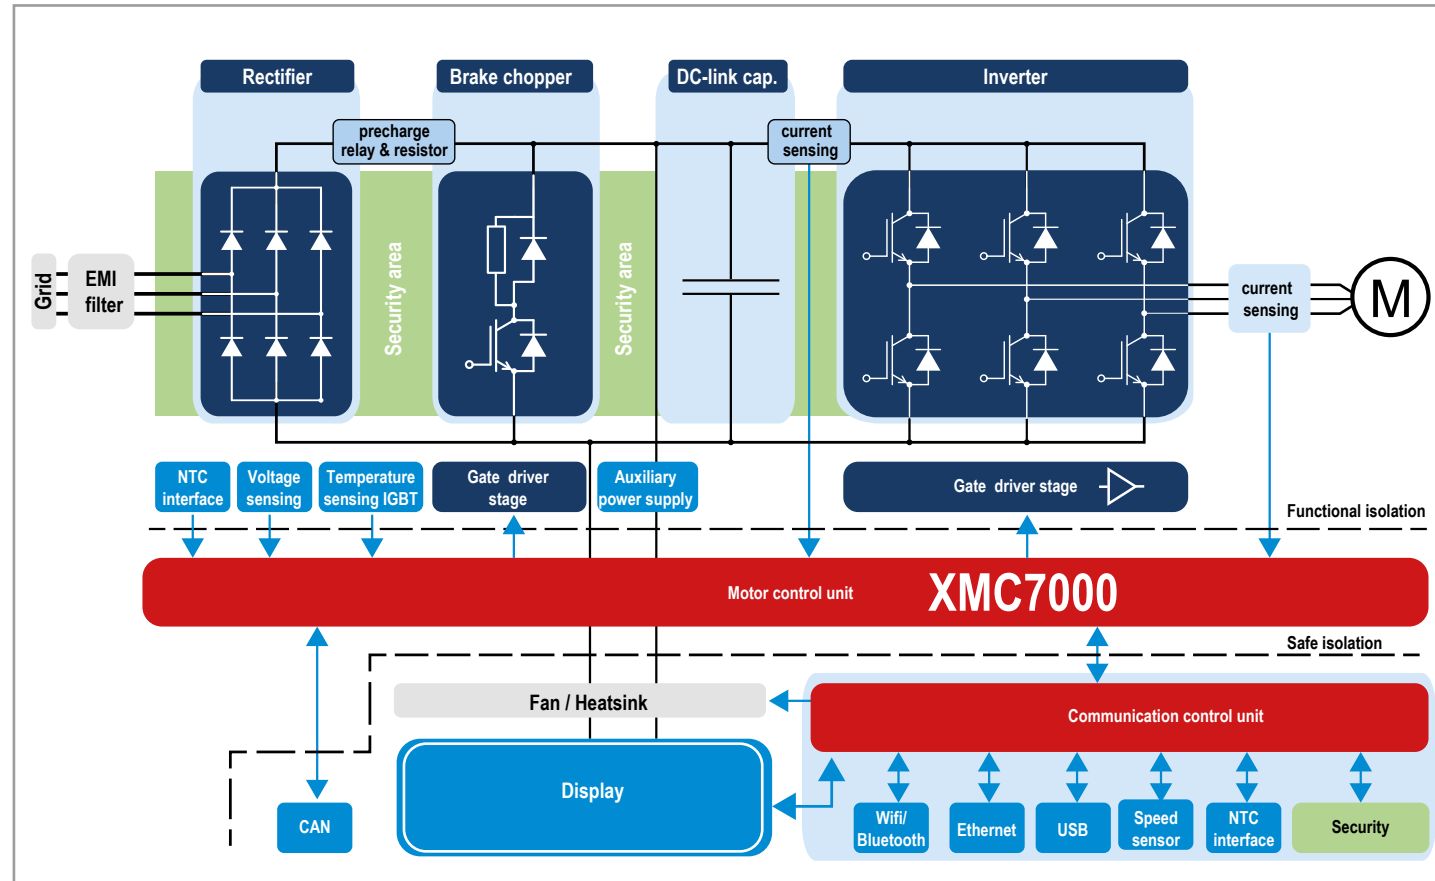 Rectifier
Brake chopper
DC-link cap.
Inverter
precharge
relay & resistor
current
sensing
Security area
Security area
Grid
EMI
filter
current
sensing
M
NTC
interface
Voltage
sensing
Temperature
sensing IGBT
Gate driver
stage
Auxiliary
power supply
Gate driver stage
Functional isolation
Motor control unit
XMC7000
Safe isolation
Fan / Heatsink
Communication control unit
Display
CAN
Wifi/
Bluetooth
Ethernet
USB
Speed
sensor
NTC
interface
Security